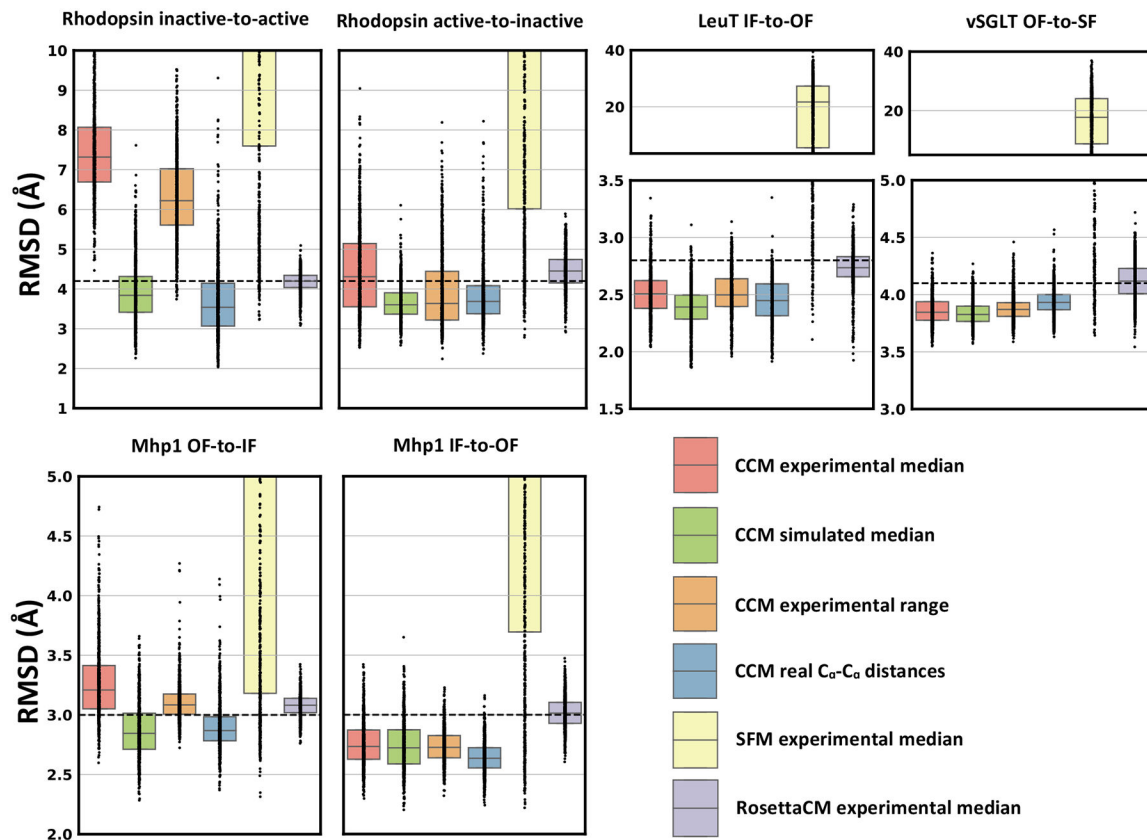 Rhodopsin inactive-to-active
Rhodopsin active-to-inactive
LeuT IF-to-OF
vSGLT OF-to-SF
RMSD (Å)
10
9
8
7
6
5
4
3
2
1
40
20
3.5
3.0
2.5
2.0
1.5
40
20
5.0
4.5
4.0
3.5
3.0
Mhp1 OF-to-IF
Mhp1 IF-to-OF
RMSD (Å)
5.0
4.5
4.0
3.5
3.0
2.5
2.0
CCM experimental median
CCM simulated median
CCM experimental range
CCM real Cα-Cα distances
SFM experimental median
RosettaCM experimental median